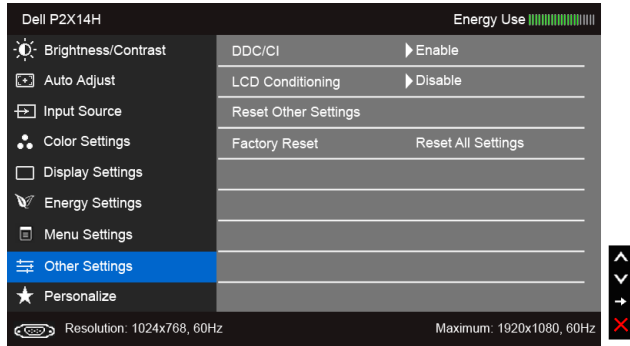 Dell P2X14H Energy Use
Brightness/Contrast DDC/CI Enable
Auto Adjust LCD Conditioning Disable
Input Source Reset Other Settings
Color Settings Factory Reset Reset All Settings
Display Settings
Energy Settings
Menu Settings
Other Settings
Personalize
Resolution: 1024x768, 60Hz Maximum: 1920x1080, 60Hz